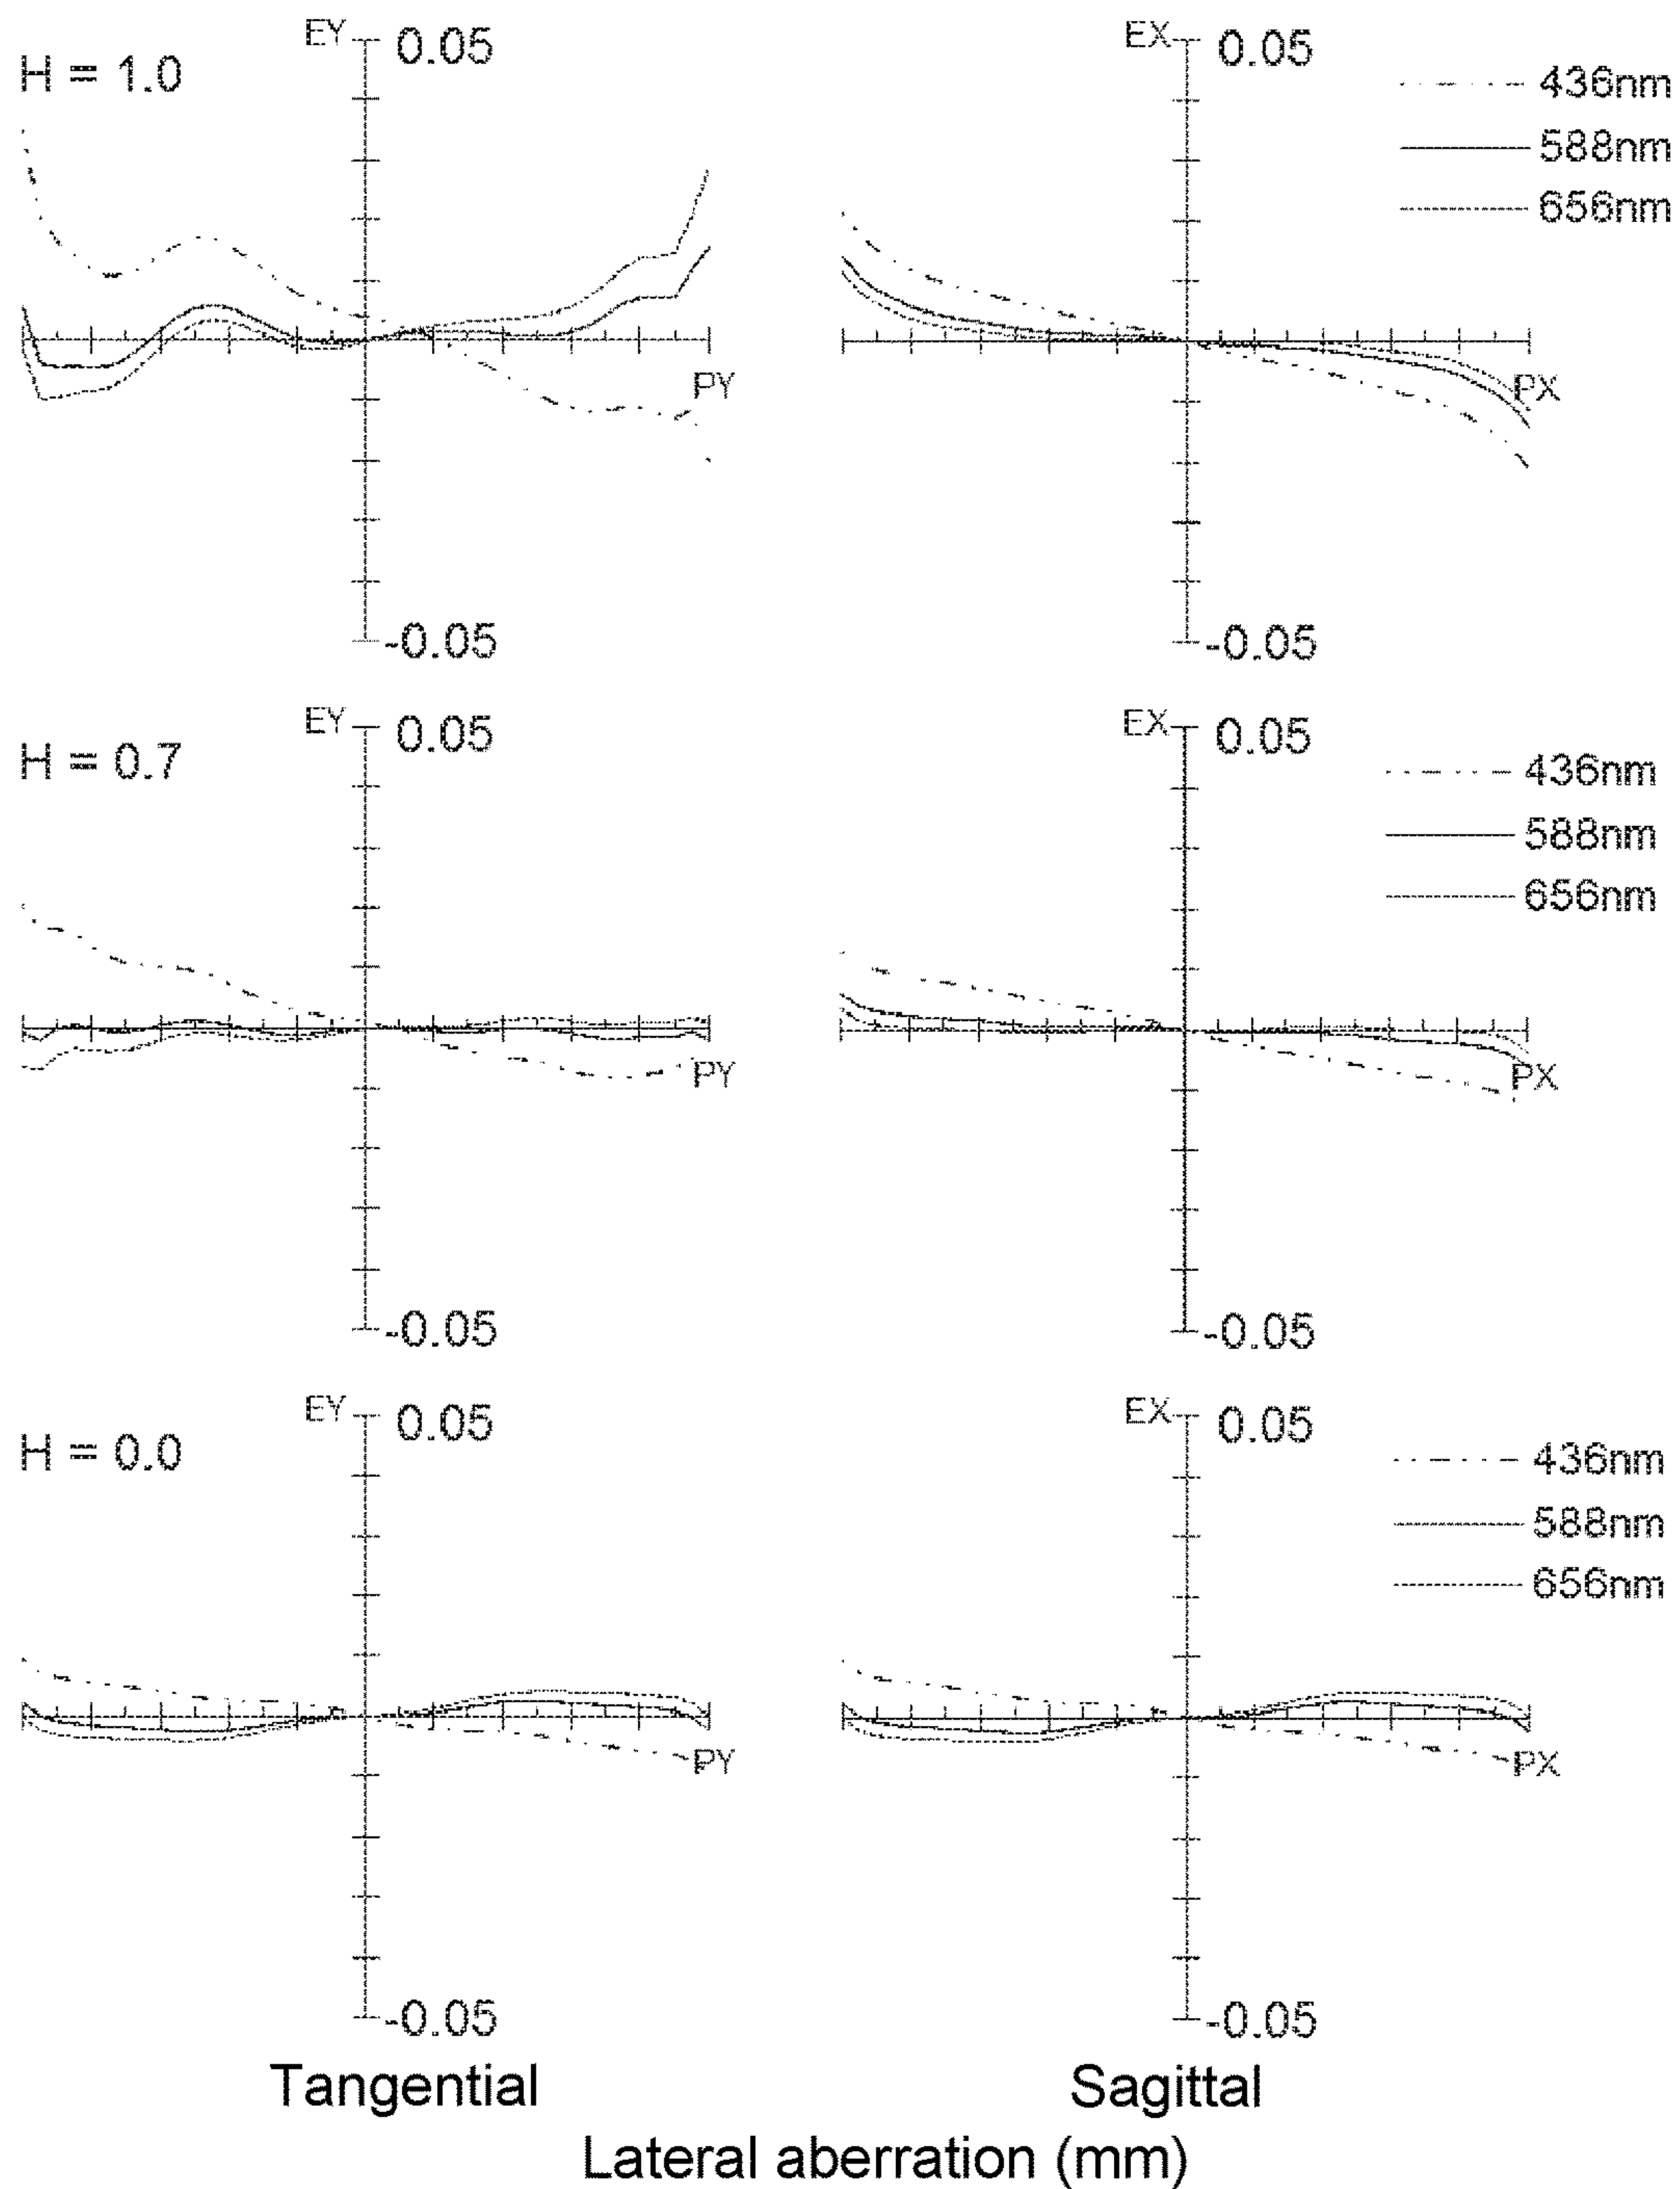 EY 0.05 EX 0.05
H = 1.0
436nm
588nm
656nm
PY PX
-0.05 -0.05
EY 0.05 EX 0.05
H = 0.7
436nm
588nm
656nm
PY PX
-0.05 -0.05
EY 0.05 EX 0.05
H = 0.0
436nm
588nm
656nm
PY PX
-0.05 -0.05
Tangential Sagittal
Lateral aberration (mm)